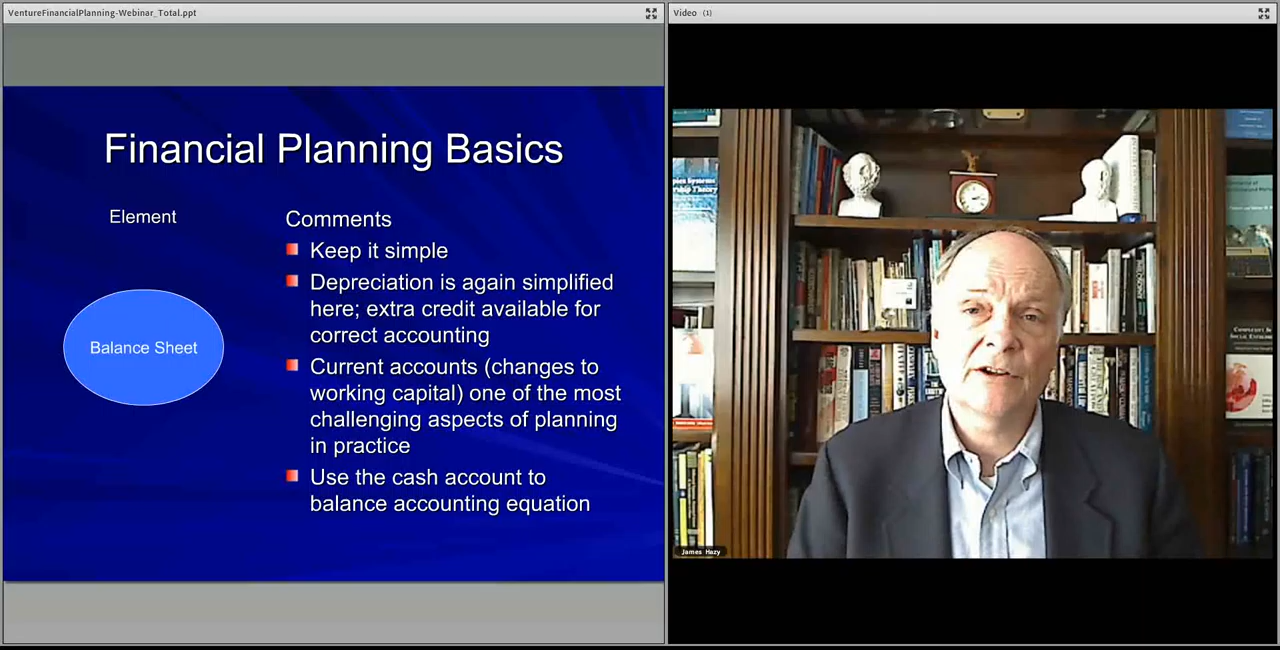 VentureFinancialPlanning-Webinar_Total.ppt
Video (1)
Financial Planning Basics
Element
Balance Sheet
Comments
Keep it simple
Depreciation is again simplified
here; extra credit available for
correct accounting
Current accounts (changes to
working capital) one of the most
challenging aspects of planning
in practice
Use the cash account to
balance accounting equation
James Hazy